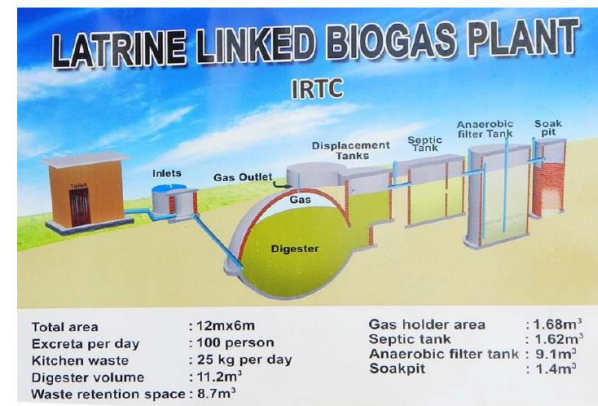 LATRINE LINKED BIOGAS PLANT
IRTC
Toilet
Inlets
Gas Outlet
Gas
Digester
Displacement
Tanks
Septic
Tank
Anaerobic
filter Tank
Soak
pit
Total area : 12mx6m
Excreta per day : 100 person
Kitchen waste : 25 kg per day
Digester volume : 11.2m³
Waste retention space : 8.7m³
Gas holder area : 1.68m³
Septic tank : 1.62m³
Anaerobic filter tank : 9.1m³
Soakpit : 1.4m³